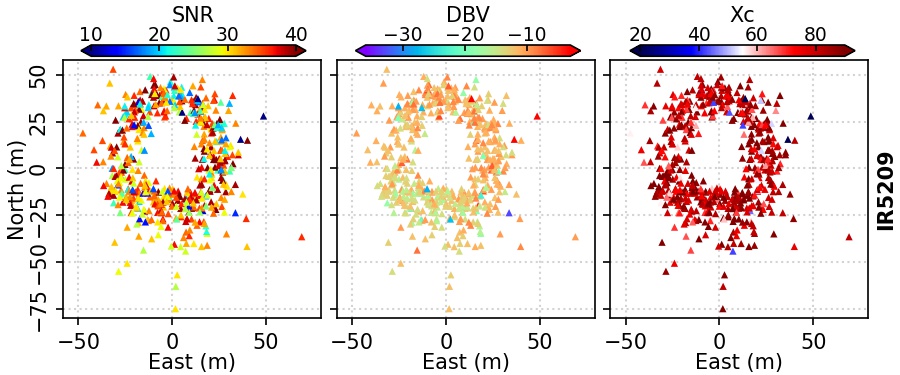 SNR DBV Xc
10 20 30 40 −30 −20 −10 20 40 60 80
North (m)
50
25
0
−25
−50
−75
IR5209
−50 0 50 −50 0 50 −50 0 50
East (m) East (m) East (m)